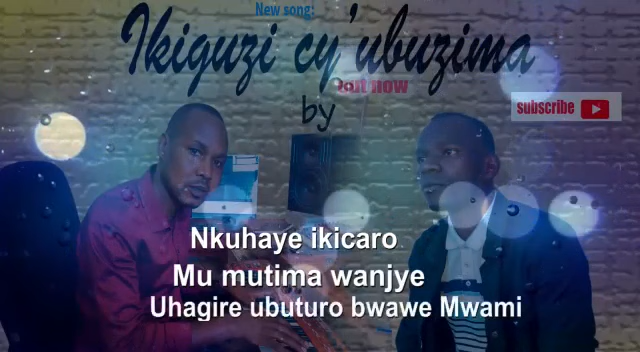 New song:
Ikiguzi cy'ubuzima
out now
by
subscribe
Nkuhaye ikicaro
Mu mutima wanjye
Uhagire ubuturo bwawe Mwami